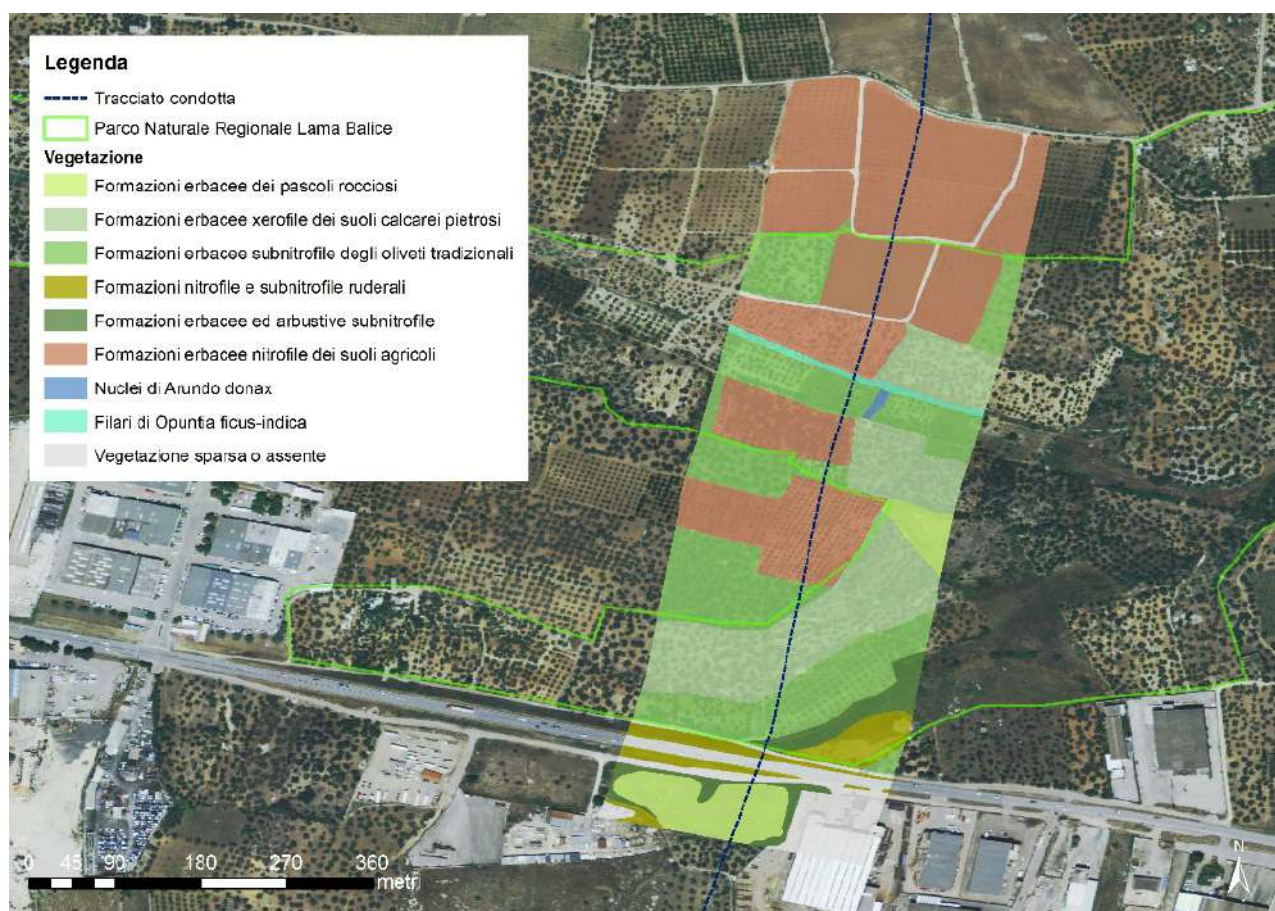 Legenda
Tracciato condotta
Parco Naturale Regionale Lama Balice
Vegetazione
Formazioni erbacee dei pascoli rocciosi
Formazioni erbacee xerofile dei suoli calcarei pietrosi
Formazioni erbacee subnitrofile degli oliveti tradizionali
Formazioni nitrofile e subnitrofile ruderali
Formazioni erbacee ed arbustive subnitrofile
Formazioni erbacee nitrofile dei suoli agricoli
Nuclei di Arundo donax
Filari di Opuntia ficus-indica
Vegetazione sparsa o assente
0 45 90 180 270 360
metri
N